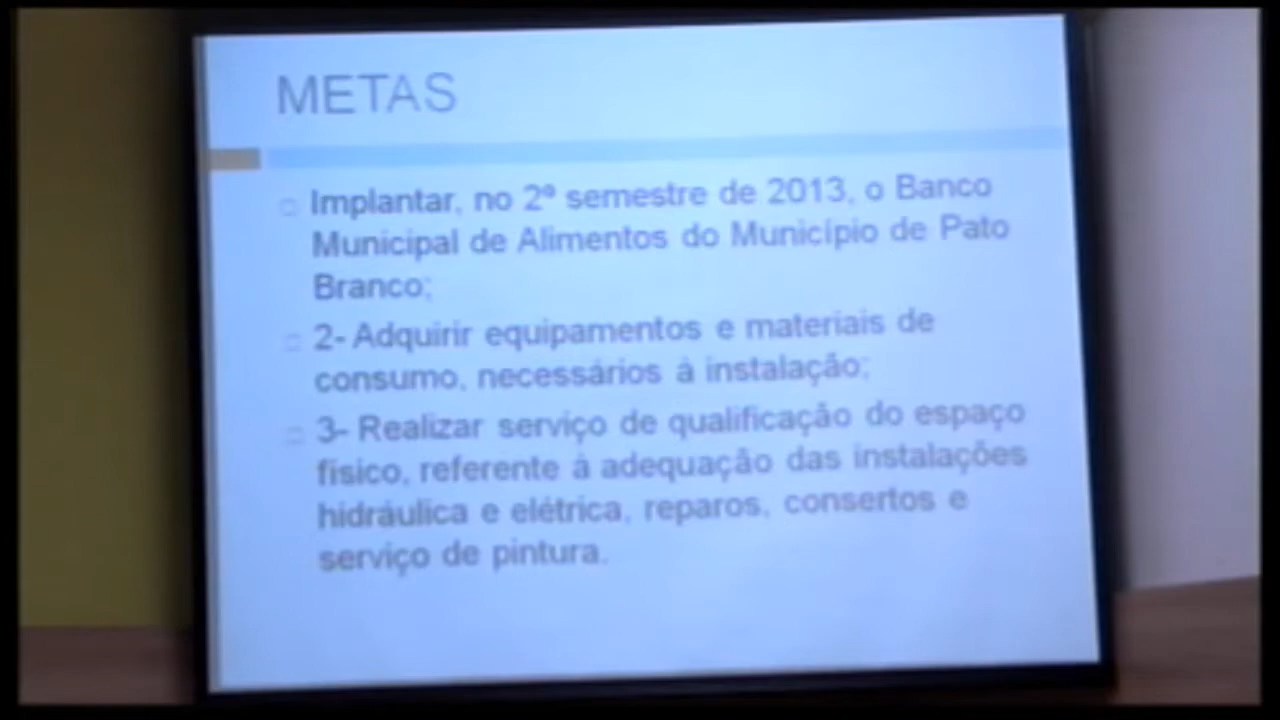 METAS
Implantar, no 2ª semestre de 2013, o Banco
Municipal de Alimentos do Município de Pato
Branco;
2- Adquirir equipamentos e materiais de
consumo, necessários à instalação;
3- Realizar serviço de qualificação do espaço
físico, referente à adequação das instalações
hidráulica e elétrica, reparos, consertos e
serviço de pintura.